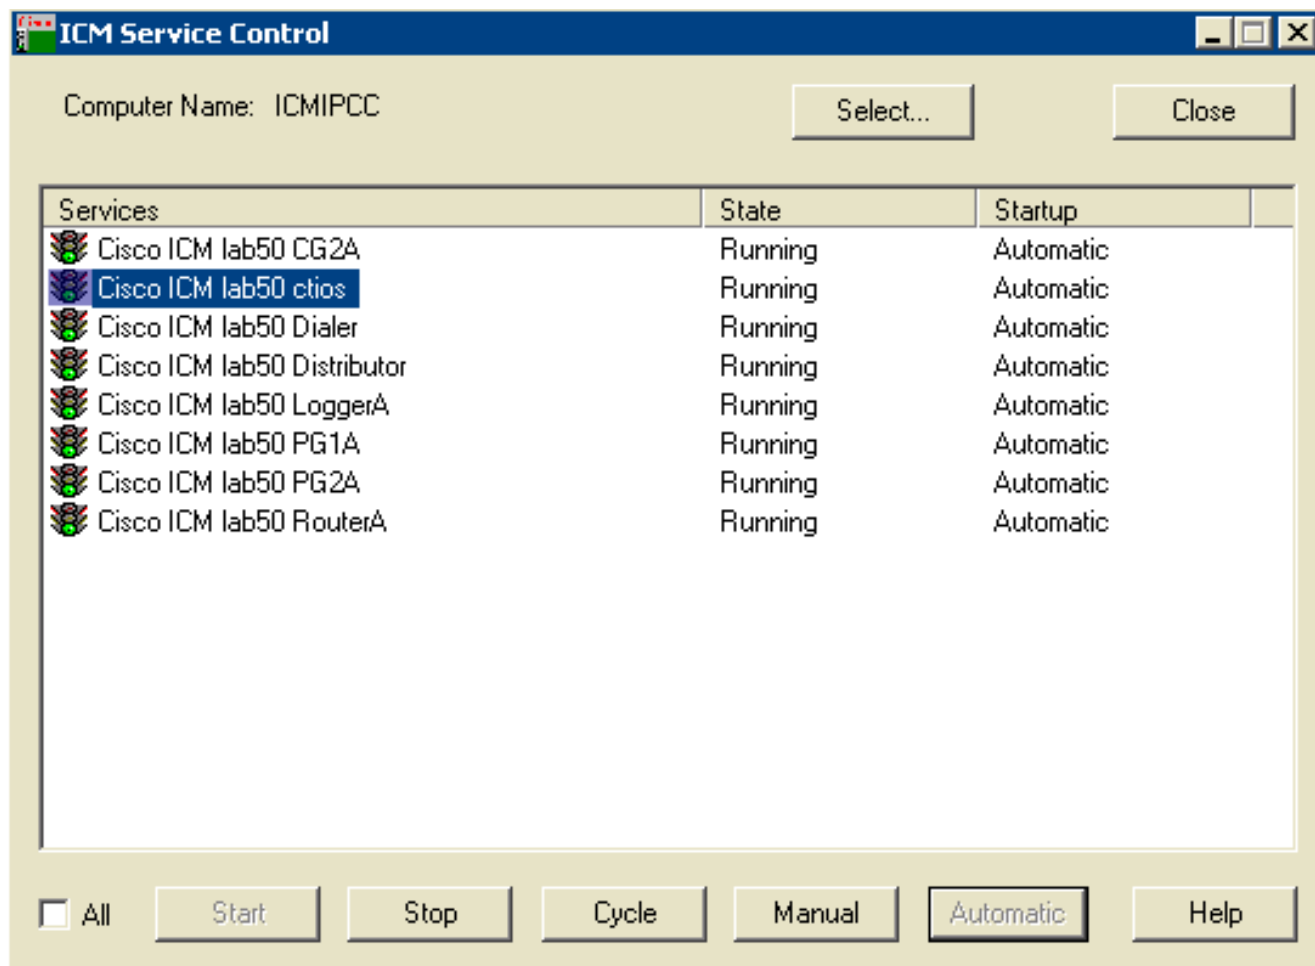 ICM Service Control
Computer Name: ICMIPCC Select... Close
Services State Startup
Cisco ICM lab50 CG2A Running Automatic
Cisco ICM lab50 ctios Running Automatic
Cisco ICM lab50 Dialer Running Automatic
Cisco ICM lab50 Distributor Running Automatic
Cisco ICM lab50 LoggerA Running Automatic
Cisco ICM lab50 PG1A Running Automatic
Cisco ICM lab50 PG2A Running Automatic
Cisco ICM lab50 RouterA Running Automatic
All Start Stop Cycle Manual Automatic Help